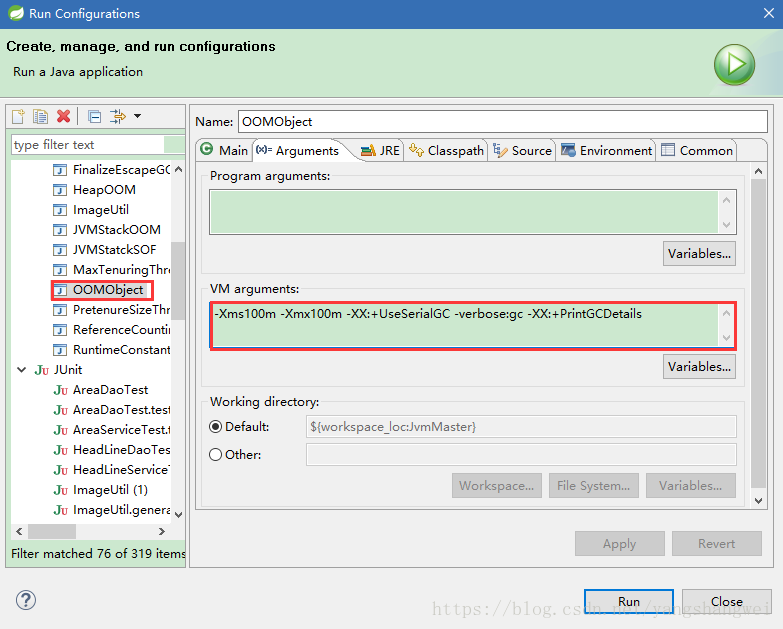 Run Configurations
Create, manage, and run configurations
Run a Java application
type filter text
FinalizeEscapeGC
HeapOOM
ImageUtil
JVMStackOOM
JVMStatckSOF
MaxTenuringThre
OOMObject
PretenureSizeThr
ReferenceCountin
RuntimeConstant
JUnit
AreaDaoTest
AreaDaoTest.test
AreaServiceTest.t
HeadLineDaoTes
HeadLineServiceT
ImageUtil (1)
ImageUtil.genera
Filter matched 76 of 319 items
Name: OOMObject
Main (x)= Arguments JRE Classpath Source Environment Common
Program arguments:
Variables...
VM arguments:
-Xms100m -Xmx100m -XX:+UseSerialGC -verbose:gc -XX:+PrintGCDetails
Variables...
Working directory:
Default: ${workspace_loc:JvmMaster}
Other:
Workspace... File System... Variables...
Apply Revert
Run Close
https://blog.csdn.net/yangshangwei